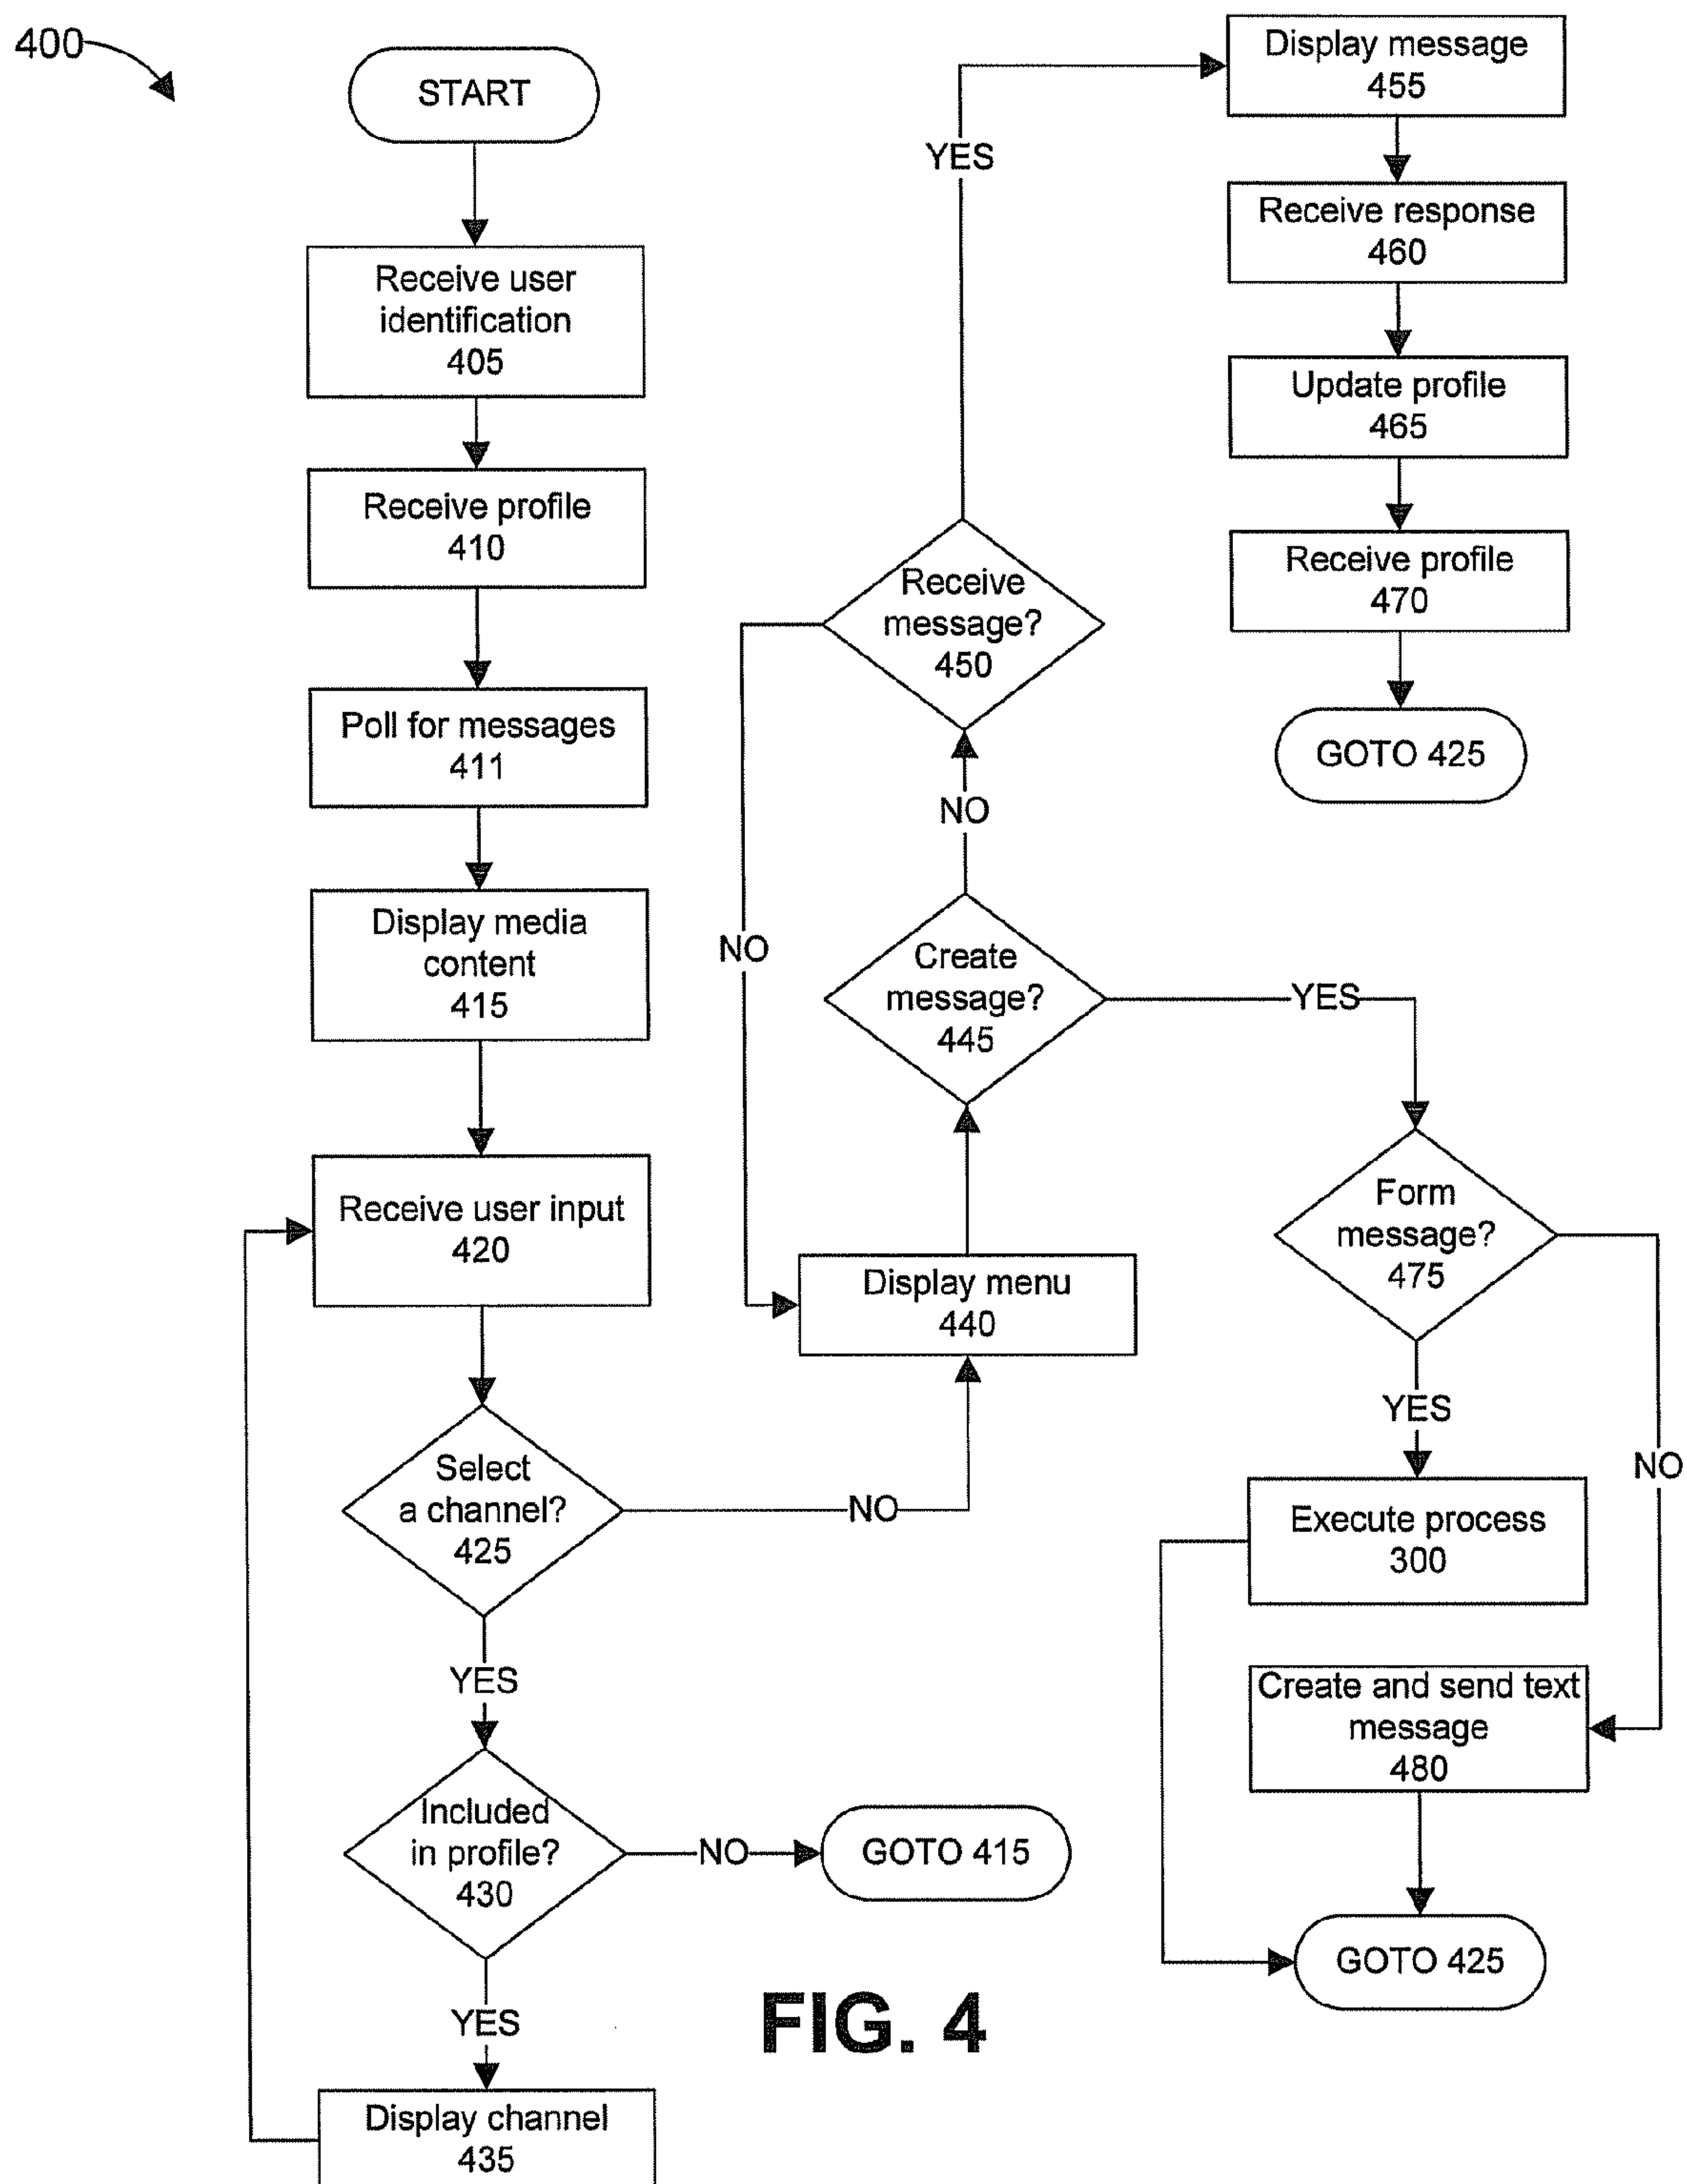 400
START
Receive user
identification
405
Receive profile
410
Poll for messages
411
Display media
content
415
Receive user input
420
Select
a channel?
425
NO
YES
Included
in profile?
430
NO
GOTO 415
YES
Display channel
435
Display menu
440
Create
message?
445
NO
YES
Receive
message?
450
NO
YES
Display message
455
Receive response
460
Update profile
465
Receive profile
470
GOTO 425
Form
message?
475
YES
NO
Execute process
300
Create and send text
message
480
GOTO 425
FIG. 4